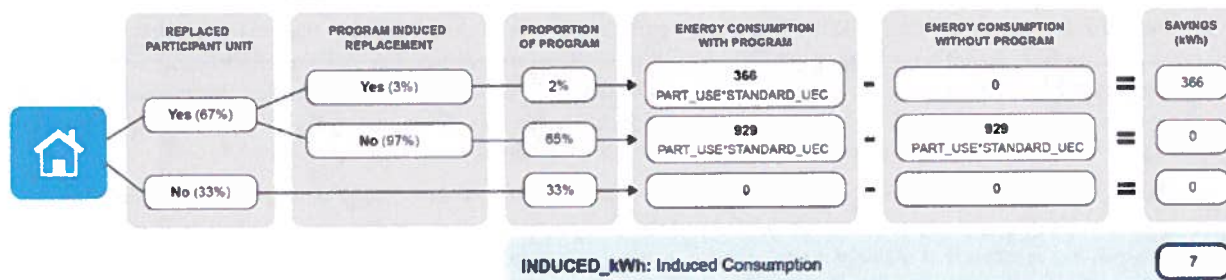 REPLACED PARTICIPANT UNIT
PROGRAM INDUCED REPLACEMENT
PROPORTION OF PROGRAM
ENERGY CONSUMPTION WITH PROGRAM
ENERGY CONSUMPTION WITHOUT PROGRAM
SAVINGS (kWh)
Yes (3%)
2%
366
PART_USE*STANDARD_UEC
-
0
=
366
Yes (67%)
No (97%)
65%
929
PART_USE*STANDARD_UEC
-
929
PART_USE*STANDARD_UEC
=
0
No (33%)
33%
0
-
0
=
0
INDUCED_kWh: Induced Consumption
7